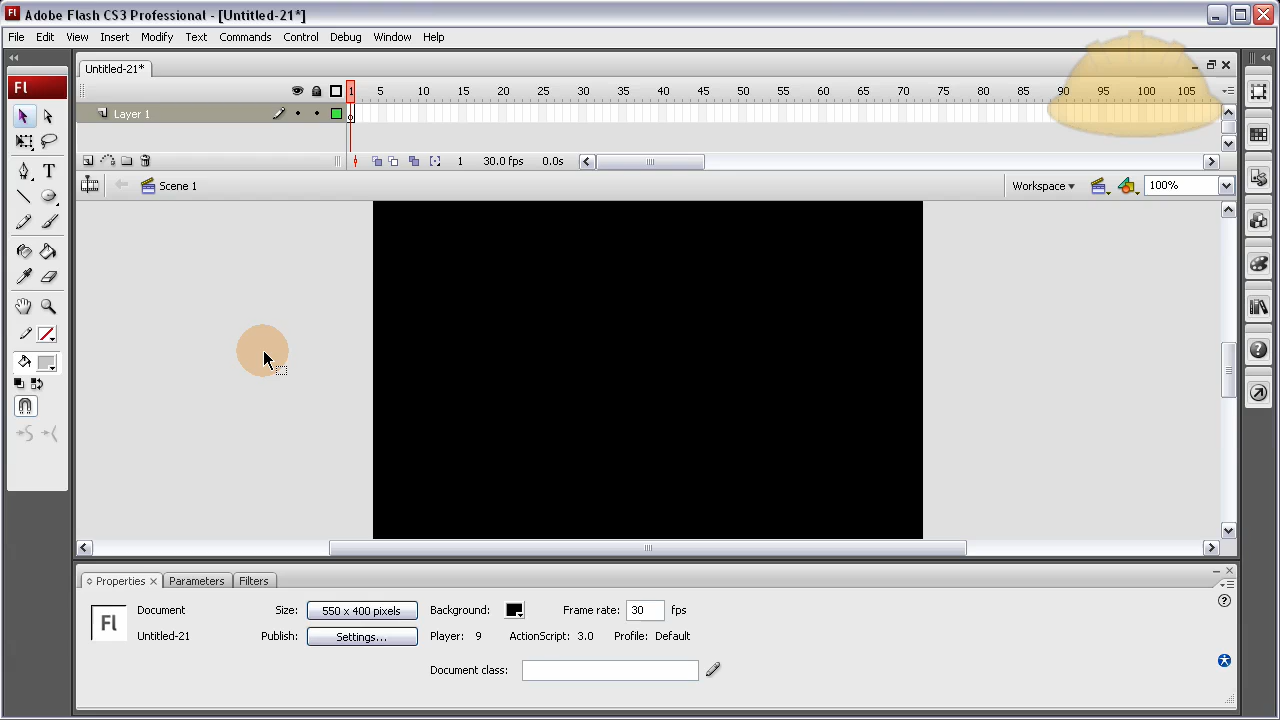 Fl Adobe Flash CS3 Professional - [Untitled-21*]
File Edit View Insert Modify Text Commands Control Debug Window Help
Untitled-21*
Fl
1 5 10 15 20 25 30 35 40 45 50 55 60 65 70 75 80 85 90 95 100 105
Layer 1
1 30.0 fps 0.0s
Scene 1 Workspace 100%
T
Properties Parameters Filters
Fl
Document Size: 550 x 400 pixels Background: Frame rate: 30 fps
Untitled-21 Publish: Settings... Player: 9 ActionScript: 3.0 Profile: Default
Document class: